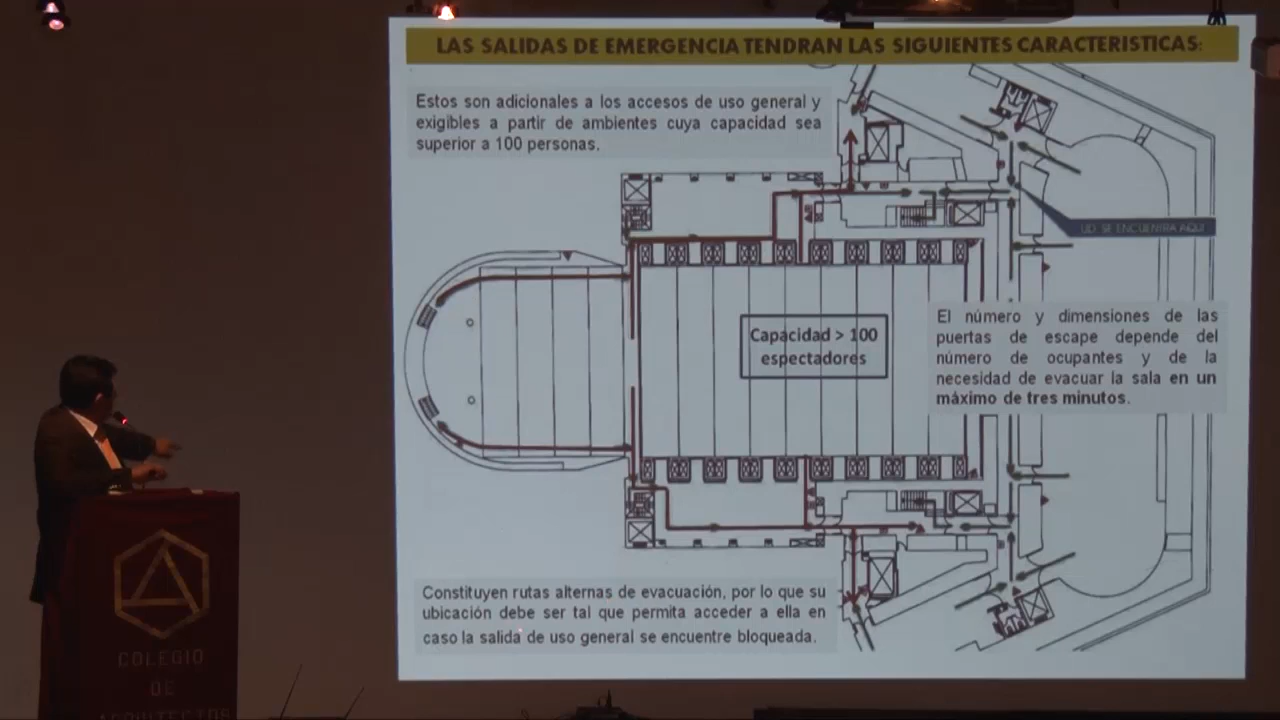 LAS SALIDAS DE EMERGENCIA TENDRAN LAS SIGUIENTES CARACTERISTICAS:
Estos son adicionales a los accesos de uso general y
exigibles a partir de ambientes cuya capacidad sea
superior a 100 personas.
UD. SE ENCUENTRA AQUI
Capacidad > 100
espectadores
El número y dimensiones de las
puertas de escape depende del
número de ocupantes y de la
necesidad de evacuar la sala en un
máximo de tres minutos.
Constituyen rutas alternas de evacuación, por lo que su
ubicación debe ser tal que permita acceder a ella en
caso la salida de uso general se encuentre bloqueada.
COLEGIO
DE
ARQUITECTOS